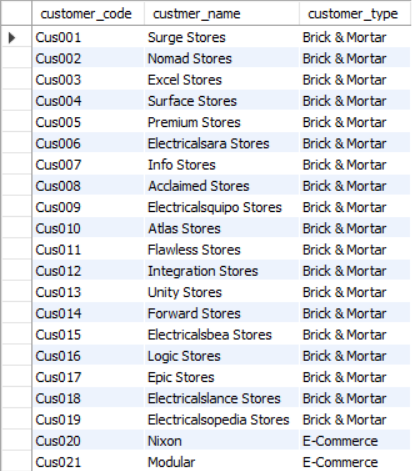 customer_code custmer_name customer_type
Cus001 Surge Stores Brick & Mortar
Cus002 Nomad Stores Brick & Mortar
Cus003 Excel Stores Brick & Mortar
Cus004 Surface Stores Brick & Mortar
Cus005 Premium Stores Brick & Mortar
Cus006 Electricalsara Stores Brick & Mortar
Cus007 Info Stores Brick & Mortar
Cus008 Acclaimed Stores Brick & Mortar
Cus009 Electricalsquipo Stores Brick & Mortar
Cus010 Atlas Stores Brick & Mortar
Cus011 Flawless Stores Brick & Mortar
Cus012 Integration Stores Brick & Mortar
Cus013 Unity Stores Brick & Mortar
Cus014 Forward Stores Brick & Mortar
Cus015 Electricalsbea Stores Brick & Mortar
Cus016 Logic Stores Brick & Mortar
Cus017 Epic Stores Brick & Mortar
Cus018 Electricalslance Stores Brick & Mortar
Cus019 Electricalsopedia Stores Brick & Mortar
Cus020 Nixon E-Commerce
Cus021 Modular E-Commerce